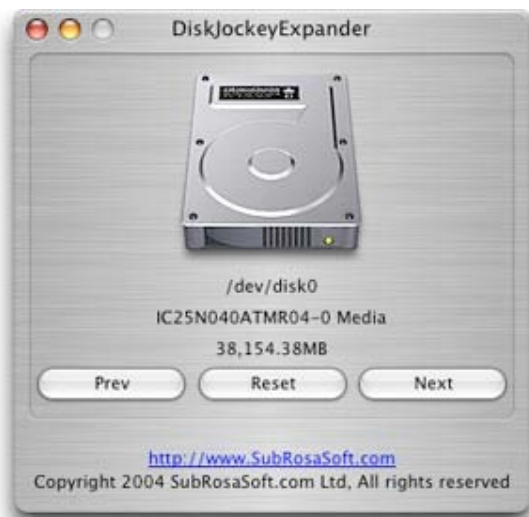 DiskJockeyExpander
/dev/disk0
IC25N040ATMR04-0 Media
38,154.38MB
Prev
Reset
Next
http://www.SubRosaSoft.com
Copyright 2004 SubRosaSoft.com Ltd, All rights reserved